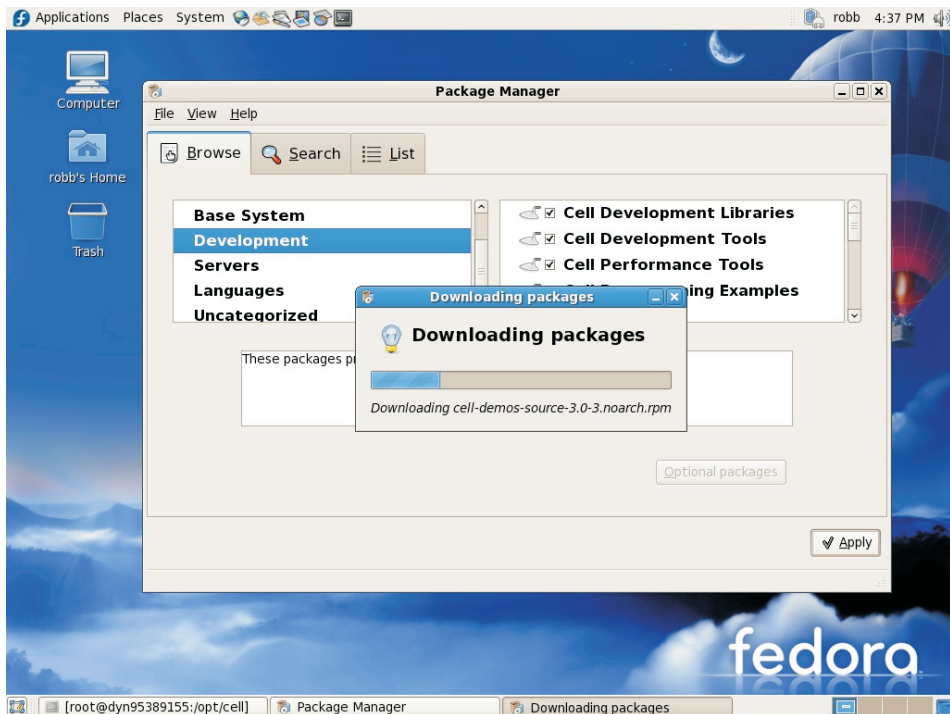 Applications Places System
robb 4:37 PM
Computer
robb's Home
Trash
Package Manager
File View Help
Browse Search List
Base System
Development
Servers
Languages
Uncategorized
Cell Development Libraries
Cell Development Tools
Cell Performance Tools
ing Examples
Downloading packages
Downloading packages
Downloading cell-demos-source-3.0-3.noarch.rpm
These packages
Optional packages
Apply
fedora
[root@dyn95389155:/opt/cell] Package Manager Downloading packages